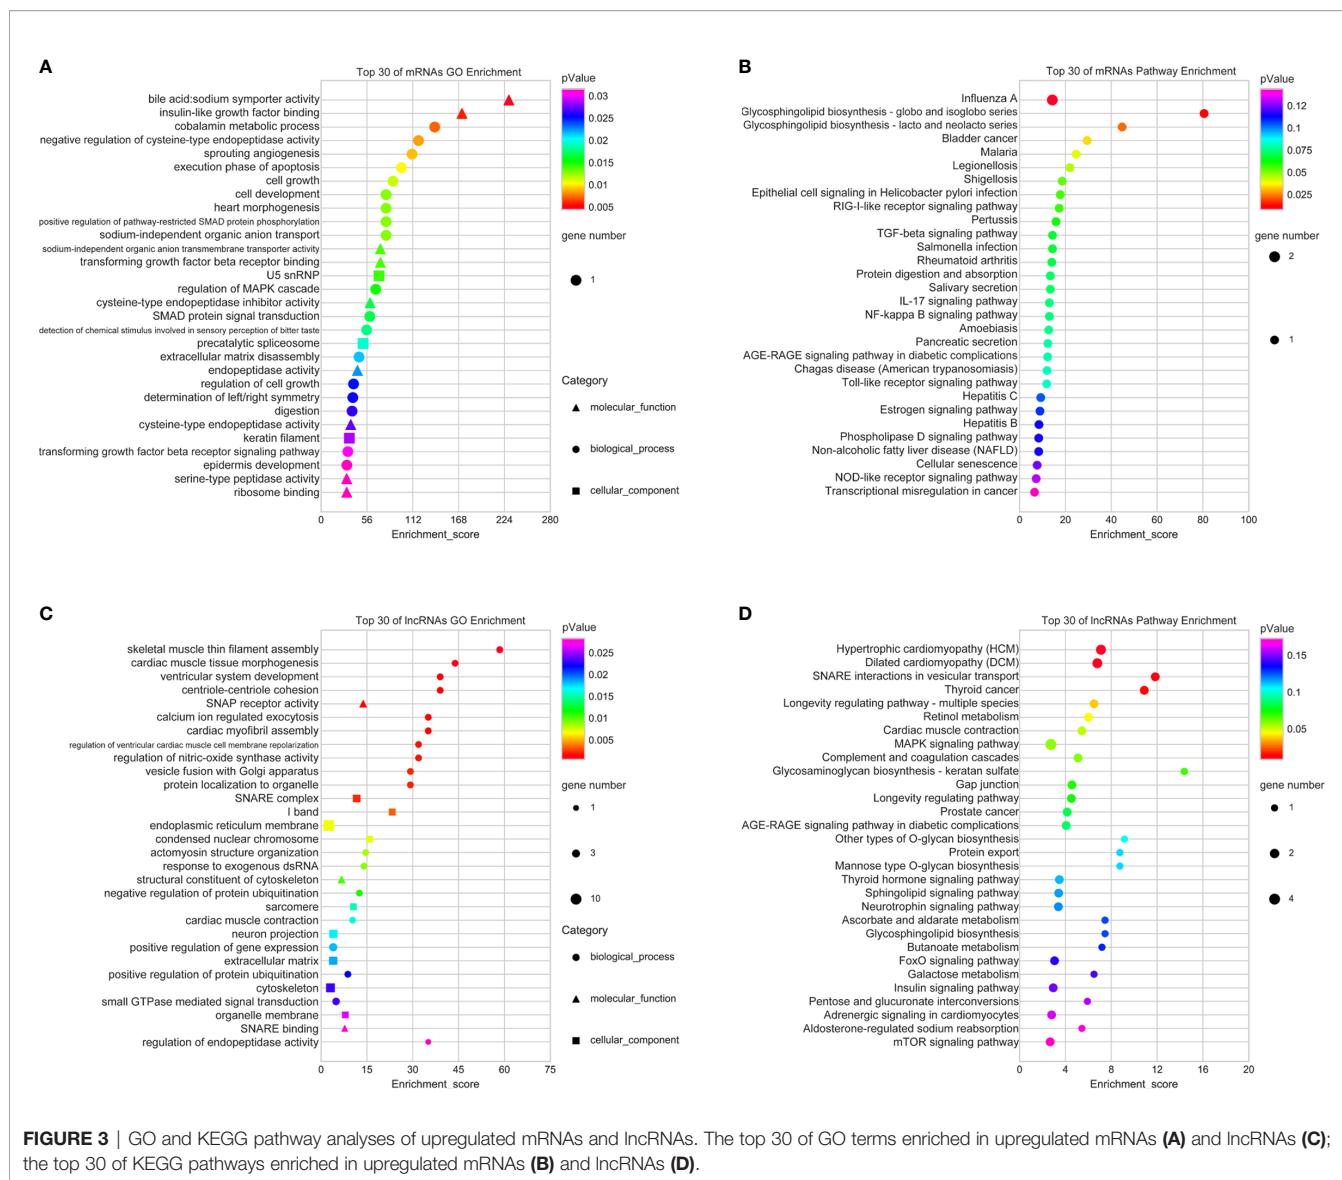 A
Top 30 of mRNAs GO Enrichment
bile acid:sodium symporter activity
insulin-like growth factor binding
cobalamin metabolic process
negative regulation of cysteine-type endopeptidase activity
sprouting angiogenesis
execution phase of apoptosis
cell growth
cell development
heart morphogenesis
positive regulation of pathway-restricted SMAD protein phosphorylation
sodium-independent organic anion transport
sodium-independent organic anion transmembrane transporter activity
transforming growth factor beta receptor binding
U5 snRNP
regulation of MAPK cascade
cysteine-type endopeptidase inhibitor activity
SMAD protein signal transduction
detection of chemical stimulus involved in sensory perception of bitter taste
precatalytic spliceosome
extracellular matrix disassembly
endopeptidase activity
regulation of cell growth
determination of left/right symmetry
digestion
cysteine-type endopeptidase activity
keratin filament
transforming growth factor beta receptor signaling pathway
epidermis development
serine-type peptidase activity
ribosome binding
0 56 112 168 224 280
Enrichment_score
pValue
0.03
0.025
0.02
0.015
0.01
0.005
gene number
1
Category
molecular_function
biological_process
cellular_component
B
Top 30 of mRNAs Pathway Enrichment
Influenza A
Glycosphingolipid biosynthesis - globo and isoglobo series
Glycosphingolipid biosynthesis - lacto and neolacto series
Bladder cancer
Malaria
Legionellosis
Shigellosis
Epithelial cell signaling in Helicobacter pylori infection
RIG-I-like receptor signaling pathway
Pertussis
TGF-beta signaling pathway
Salmonella infection
Rheumatoid arthritis
Protein digestion and absorption
Salivary secretion
IL-17 signaling pathway
NF-kappa B signaling pathway
Amoebiasis
Pancreatic secretion
AGE-RAGE signaling pathway in diabetic complications
Chagas disease (American trypanosomiasis)
Toll-like receptor signaling pathway
Hepatitis C
Estrogen signaling pathway
Hepatitis B
Phospholipase D signaling pathway
Non-alcoholic fatty liver disease (NAFLD)
Cellular senescence
NOD-like receptor signaling pathway
Transcriptional misregulation in cancer
0 20 40 60 80 100
Enrichment_score
pValue
0.12
0.1
0.075
0.05
0.025
gene number
2
1
C
Top 30 of lncRNAs GO Enrichment
skeletal muscle thin filament assembly
cardiac muscle tissue morphogenesis
ventricular system development
centriole-centriole cohesion
SNAP receptor activity
calcium ion regulated exocytosis
cardiac myofibril assembly
regulation of ventricular cardiac muscle cell membrane repolarization
regulation of nitric-oxide synthase activity
vesicle fusion with Golgi apparatus
protein localization to organelle
SNARE complex
I band
endoplasmic reticulum membrane
condensed nuclear chromosome
actomyosin structure organization
response to exogenous dsRNA
structural constituent of cytoskeleton
negative regulation of protein ubiquitination
sarcomere
cardiac muscle contraction
neuron projection
positive regulation of gene expression
extracellular matrix
positive regulation of protein ubiquitination
cytoskeleton
small GTPase mediated signal transduction
organelle membrane
SNARE binding
regulation of endopeptidase activity
0 15 30 45 60 75
Enrichment_score
pValue
0.025
0.02
0.015
0.01
0.005
gene number
1
3
10
Category
biological_process
molecular_function
cellular_component
D
Top 30 of lncRNAs Pathway Enrichment
Hypertrophic cardiomyopathy (HCM)
Dilated cardiomyopathy (DCM)
SNARE interactions in vesicular transport
Thyroid cancer
Longevity regulating pathway - multiple species
Retinol metabolism
Cardiac muscle contraction
MAPK signaling pathway
Complement and coagulation cascades
Glycosaminoglycan biosynthesis - keratan sulfate
Gap junction
Longevity regulating pathway
Prostate cancer
AGE-RAGE signaling pathway in diabetic complications
Other types of O-glycan biosynthesis
Protein export
Mannose type O-glycan biosynthesis
Thyroid hormone signaling pathway
Sphingolipid signaling pathway
Neurotrophin signaling pathway
Ascorbate and aldarate metabolism
Glycosphingolipid biosynthesis
Butanoate metabolism
FoxO signaling pathway
Galactose metabolism
Insulin signaling pathway
Pentose and glucuronate interconversions
Adrenergic signaling in cardiomyocytes
Aldosterone-regulated sodium reabsorption
mTOR signaling pathway
0 4 8 12 16 20
Enrichment_score
pValue
0.15
0.1
0.05
gene number
1
2
4
FIGURE 3 | GO and KEGG pathway analyses of upregulated mRNAs and lncRNAs. The top 30 of GO terms enriched in upregulated mRNAs (A) and lncRNAs (C);
the top 30 of KEGG pathways enriched in upregulated mRNAs (B) and lncRNAs (D).